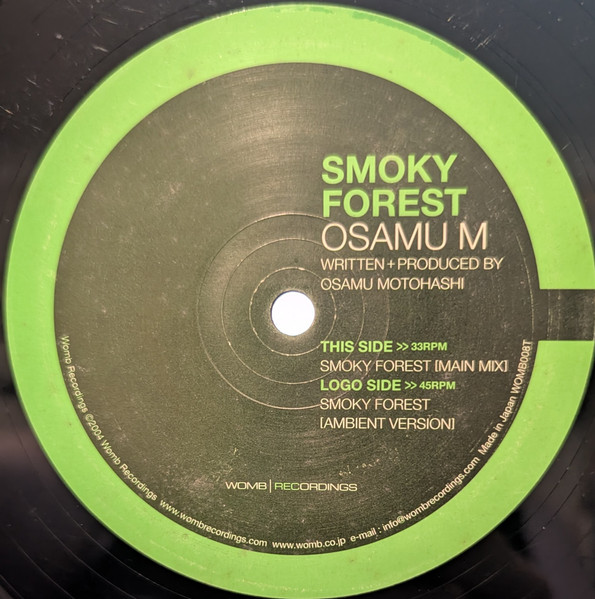 SMOKY
FOREST
OSAMU M
WRITTEN + PRODUCED BY
OSAMU MOTOHASHI
THIS SIDE >> 33RPM
SMOKY FOREST [MAIN MIX]
LOGO SIDE >> 45RPM
SMOKY FOREST
[AMBIENT VERSION]
WOMB | RECORDINGS
Womb Recordings ©2004 Womb Recordings www.wombrecordings.com www.womb.co.jp e-mail : info@wombrecordings.com Made in Japan WOMB008T